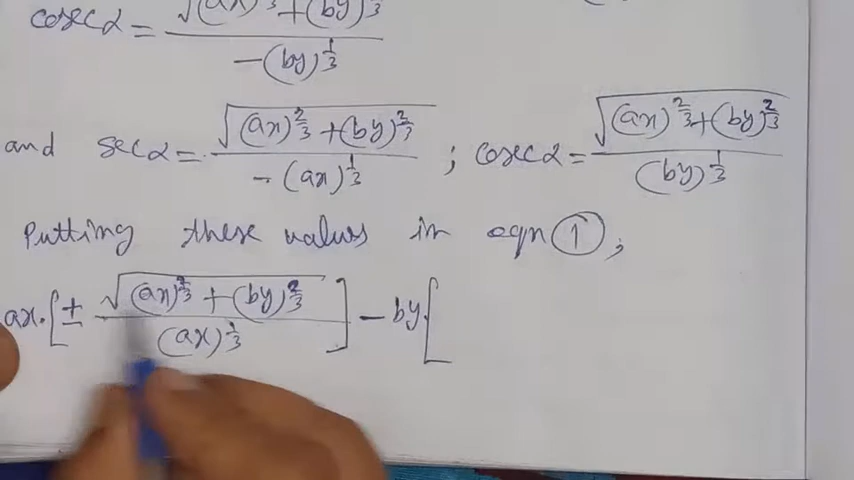 cosec α = √((ax)^⅔ + (by)^⅔) / −(by)^⅓
and sec α = √((ax)^⅔ + (by)^⅔) / −(ax)^⅓ ; cosec α = √((ax)^⅔ + (by)^⅔) / (by)^⅓
Putting these values in eqn ①;
ax·[± √((ax)^⅔ + (by)^⅔) / (ax)^⅓] − by·[